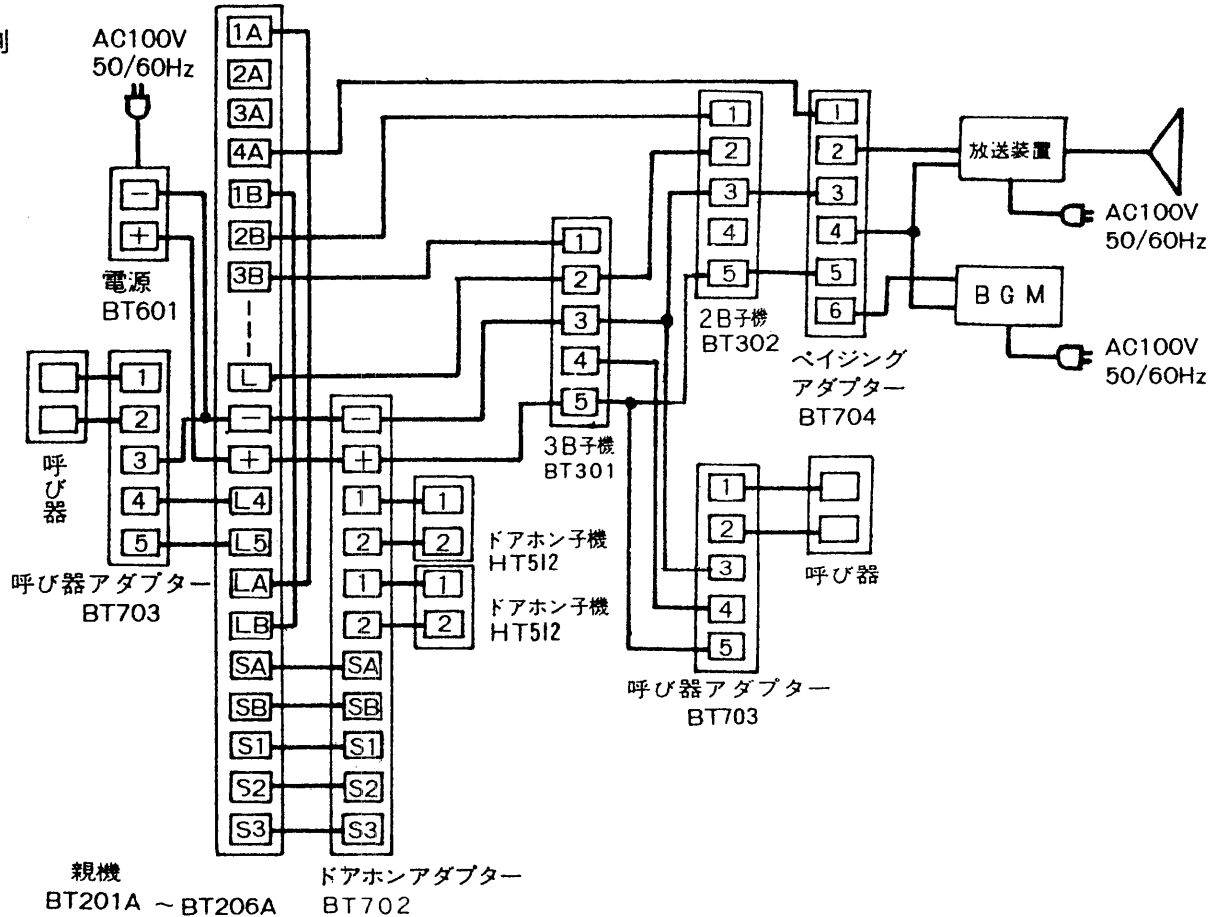 AC100V
50/60Hz
−
+
電源
BT601
1A
2A
3A
4A
1B
2B
3B
L
−
+
L4
L5
LA
LB
SA
SB
S1
S2
S3
親機
BT201A ～BT206A
呼び器
1
2
3
4
5
呼び器アダプター
BT703
−
+
1
2
1
2
SA
SB
S1
S2
S3
ドアホンアダプター
BT702
1
2
ドアホン子機
HT512
1
2
ドアホン子機
HT512
1
2
3
4
5
3B子機
BT301
1
2
3
4
5
2B子機
BT302
1
2
3
4
5
6
ペイジング
アダプター
BT704
放送装置
AC100V
50/60Hz
BGM
AC100V
50/60Hz
1
2
3
4
5
呼び器アダプター
BT703
呼び器